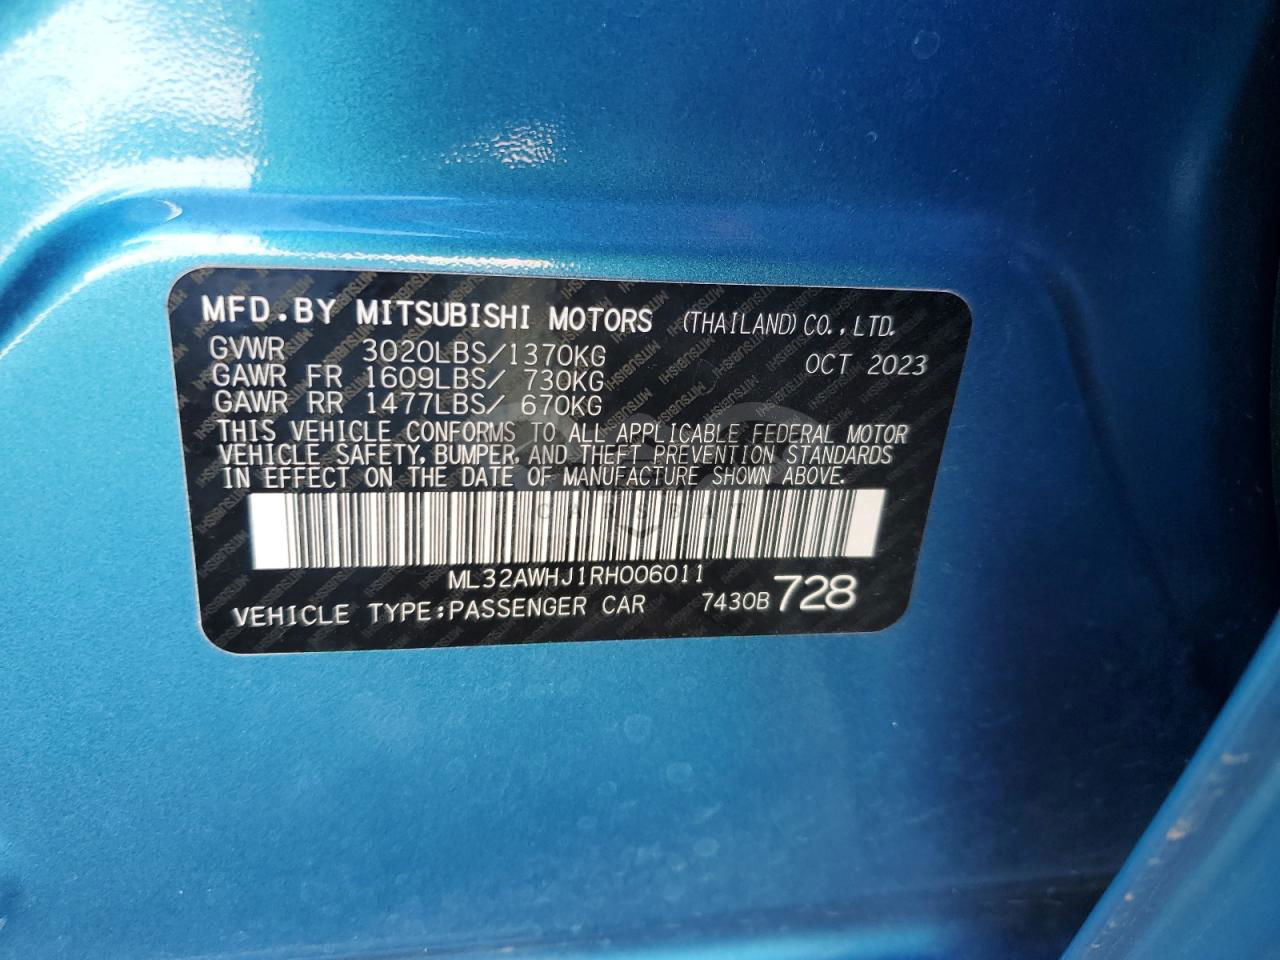 MFD.BY MITSUBISHI MOTORS (THAILAND)CO.,LTD.
GVWR 3020LBS/1370KG OCT 2023
GAWR FR 1609LBS/ 730KG
GAWR RR 1477LBS/ 670KG
THIS VEHICLE CONFORMS TO ALL APPLICABLE FEDERAL MOTOR
VEHICLE SAFETY, BUMPER, AND THEFT PREVENTION STANDARDS
IN EFFECT ON THE DATE OF MANUFACTURE SHOWN ABOVE.
ML32AWHJ1RH006011
VEHICLE TYPE:PASSENGER CAR 7430B 728